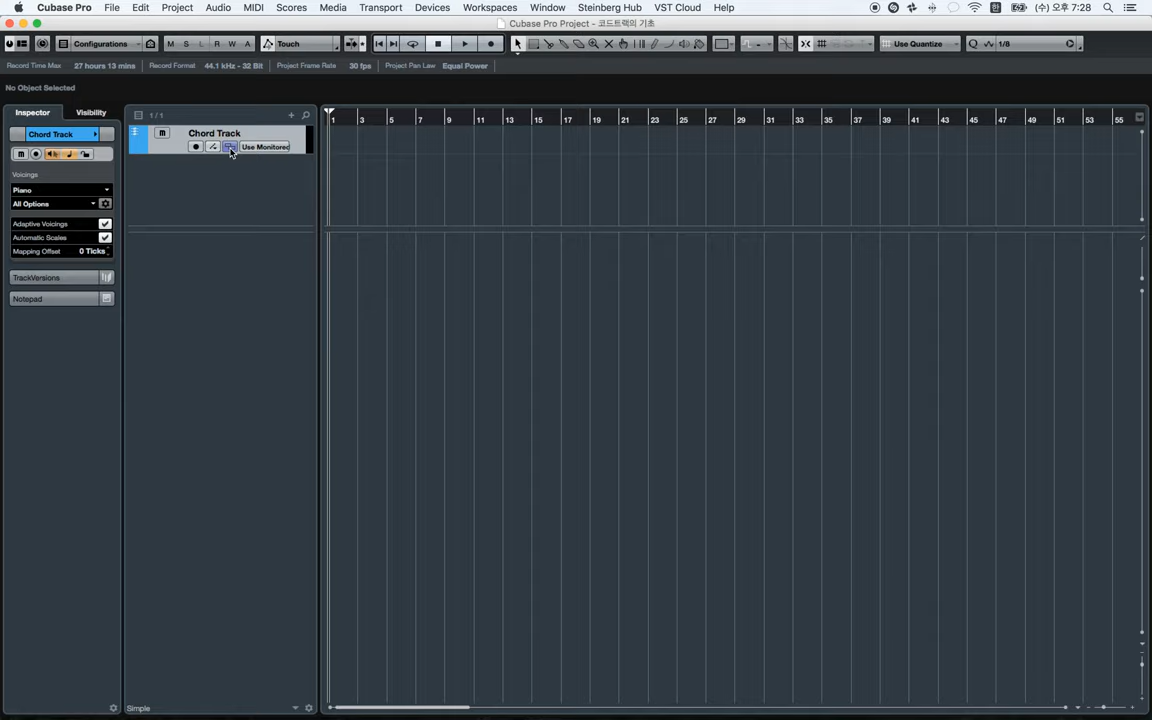 Cubase Pro File Edit Project Audio MIDI Scores Media Transport Devices Workspaces Window Steinberg Hub VST Cloud Help (수) 오후 7:28
Cubase Pro Project - 코드트랙의 기초
Configurations M S L R W A Touch Use Quantize Q 1/8
Record Time Max 27 hours 13 mins Record Format 44.1 kHz - 32 Bit Project Frame Rate 30 fps Project Pan Law Equal Power
No Object Selected
Inspector Visibility 1 / 1
1 3 5 7 9 11 13 15 17 19 21 23 25 27 29 31 33 35 37 39 41 43 45 47 49 51 53 55
Chord Track m Chord Track
Use Monitored
m
Voicings
Piano
All Options
Adaptive Voicings
Automatic Scales
Mapping Offset 0 Ticks
TrackVersions
Notepad
Simple